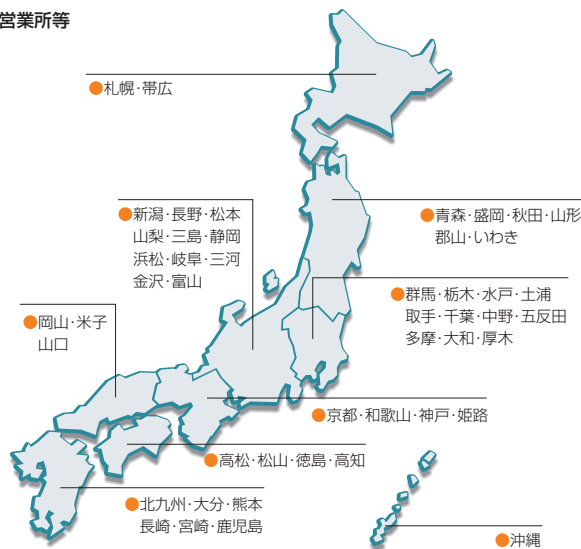 営業所等
●札幌・帯広
●新潟・長野・松本
山梨・三島・静岡
浜松・岐阜・三河
金沢・富山
●青森・盛岡・秋田・山形
郡山・いわき
●群馬・栃木・水戸・土浦
取手・千葉・中野・五反田
多摩・大和・厚木
●岡山・米子
山口
●京都・和歌山・神戸・姫路
●高松・松山・徳島・高知
●北九州・大分・熊本
長崎・宮崎・鹿児島
●沖縄